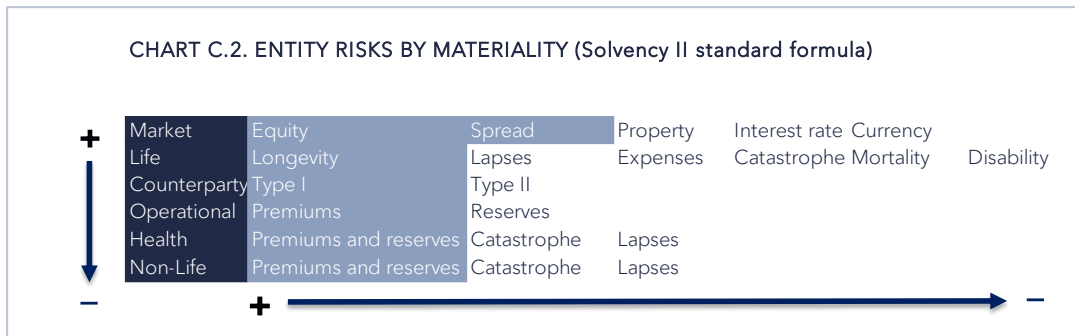 CHART C.2. ENTITY RISKS BY MATERIALITY (Solvency II standard formula)
+ Market Equity Spread Property Interest rate Currency
Life Longevity Lapses Expenses Catastrophe Mortality Disability
Counterparty Type I Type II
Operational Premiums Reserves
Health Premiums and reserves Catastrophe Lapses
Non-Life Premiums and reserves Catastrophe Lapses
– + –